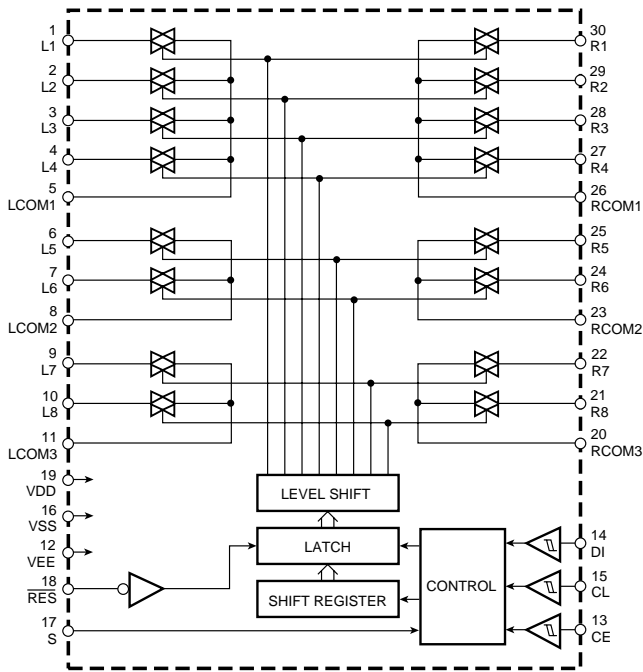 1
L1
30
R1
2
L2
29
R2
3
L3
28
R3
4
L4
27
R4
5
LCOM1
26
RCOM1
6
L5
25
R5
7
L6
24
R6
8
LCOM2
23
RCOM2
9
L7
22
R7
10
L8
21
R8
11
LCOM3
20
RCOM3
19
VDD
16
VSS
12
VEE
18
RES
17
S
LEVEL SHIFT
LATCH
SHIFT REGISTER
CONTROL
14
DI
15
CL
13
CE